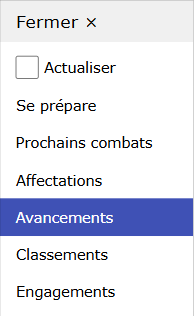 Fermer ×
Actualiser
Se prépare
Prochains combats
Affectations
Avancements
Classements
Engagements